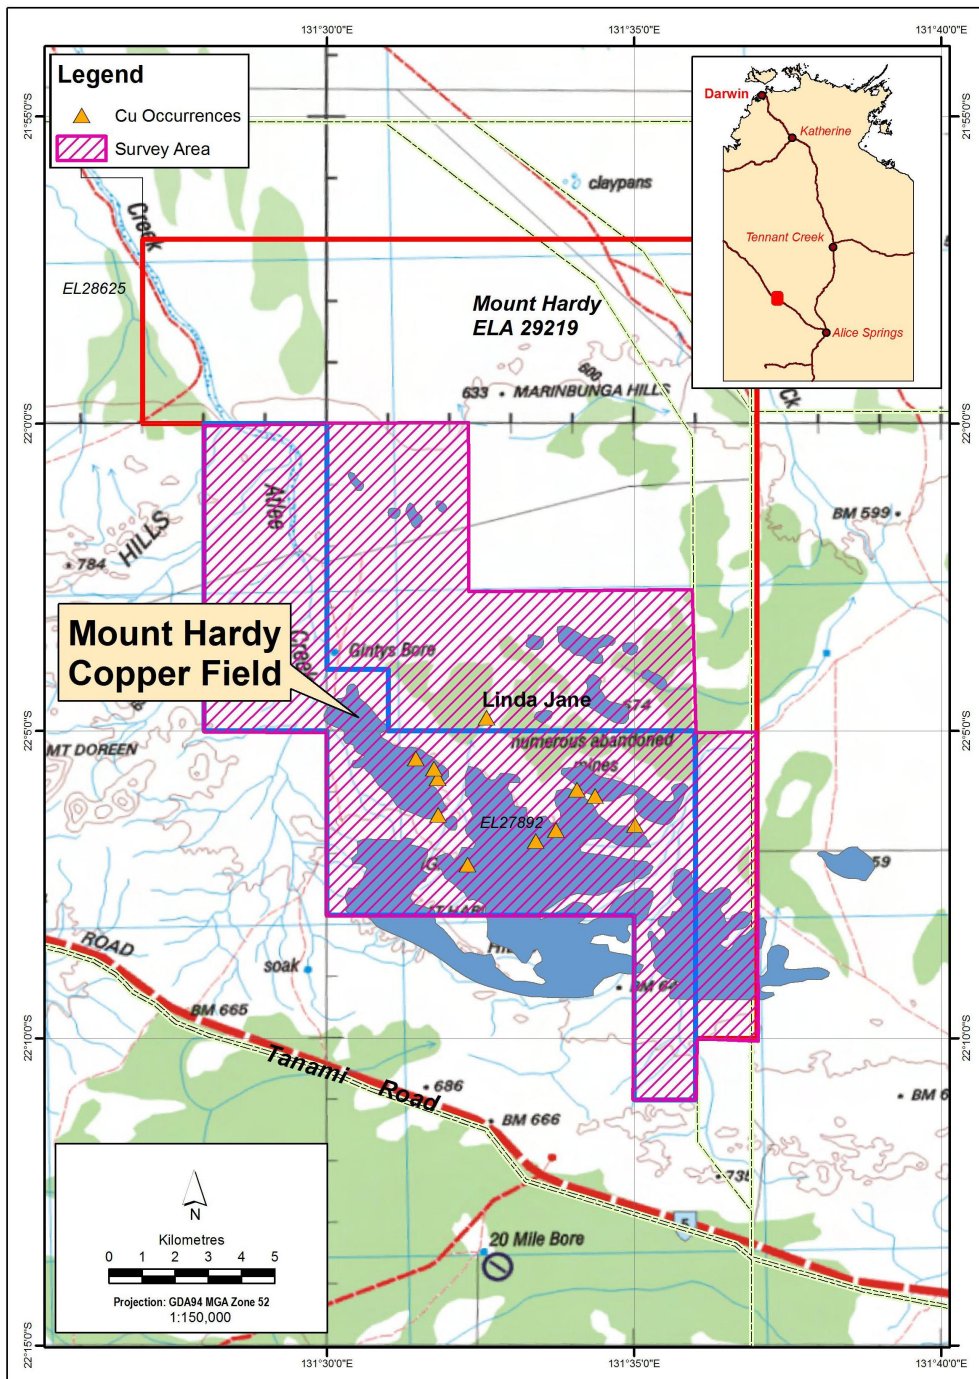 131°30'0"E
131°35'0"E
131°40'0"E
Legend
Cu Occurrences
Survey Area
21°55'0"S
21°55'0"S
Darwin
Katherine
Tennant Creek
Alice Springs
claypans
Creek
EL28625
Mount Hardy
ELA 29219
600
633
MARINBUNGA HILLS
Ck
22°0'0"S
22°0'0"S
Atlee
BM 599
HILLS
784
Mount Hardy
Copper Field
Creek
Gintys Bore
Linda Jane
674
22°5'0"S
22°5'0"S
MT DOREEN
numerous abandoned
mines
EL27892
59
ROAD
soak
BM 665
22°10'0"S
22°10'0"S
Tanami Road
686
BM 666
BM 6
735
5
20 Mile Bore
N
Kilometres
0 1 2 3 4 5
Projection: GDA94 MGA Zone 52
1:150,000
22°15'0"S
22°15'0"S
131°30'0"E
131°35'0"E
131°40'0"E